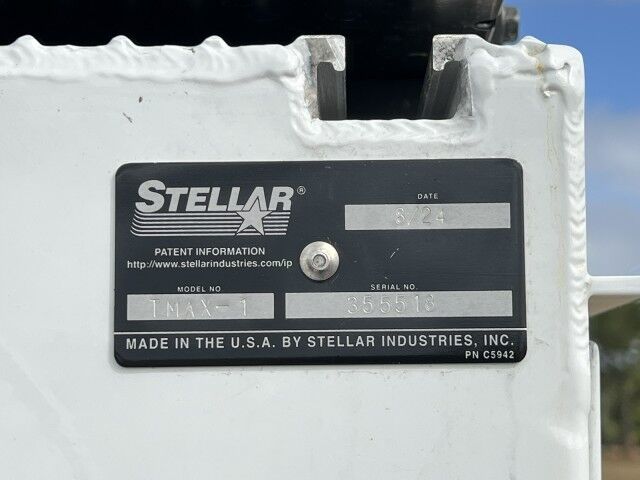 STELLAR®
DATE
8/24
PATENT INFORMATION
http://www.stellarindustries.com/ip
MODEL NO
TMAX-1
SERIAL NO.
355518
MADE IN THE U.S.A. BY STELLAR INDUSTRIES, INC.
PN C5942